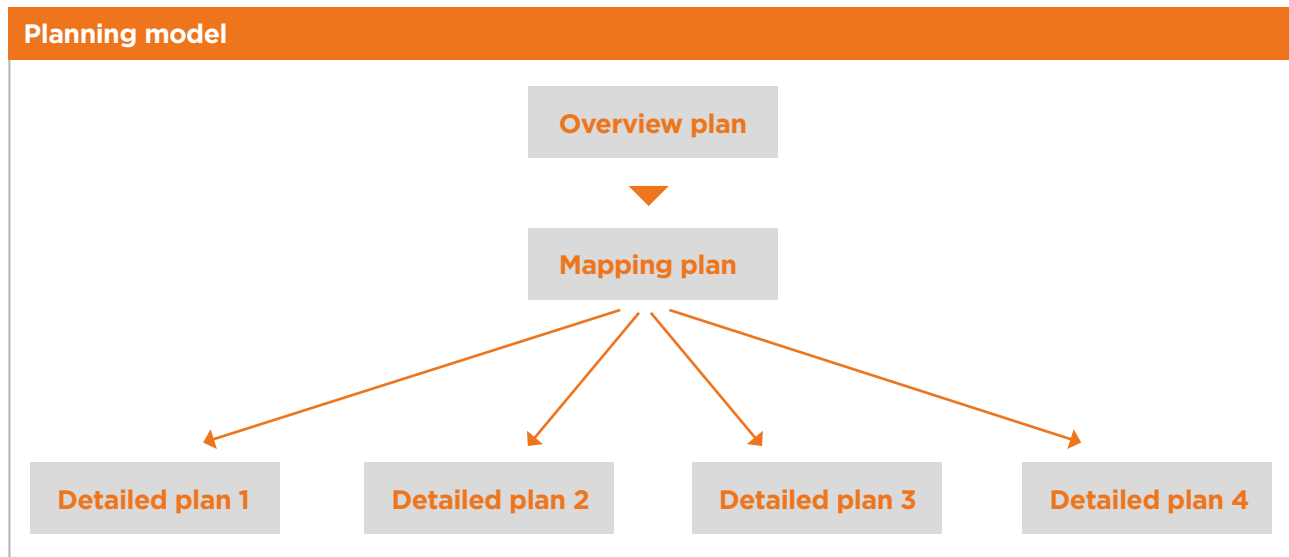 Planning model
Overview plan
Mapping plan
Detailed plan 1
Detailed plan 2
Detailed plan 3
Detailed plan 4